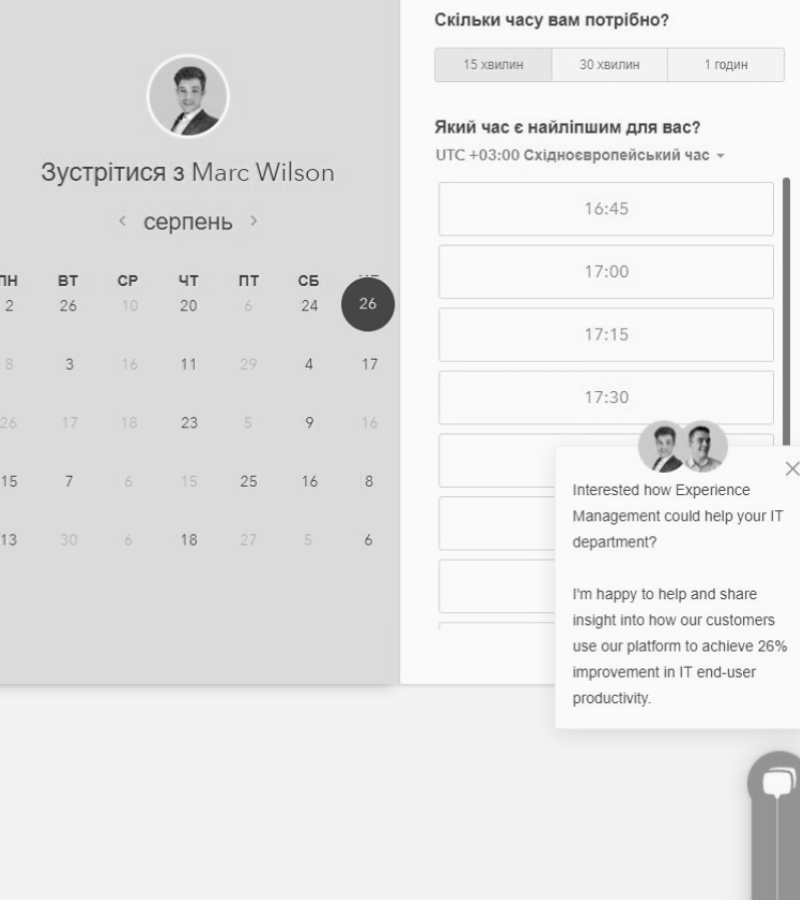 Зустрітися з Marc Wilson
серпень
ПН ВТ СР ЧТ ПТ СБ
2 26 10 20 6 24 26
8 3 16 11 29 4 17
26 17 18 23 5 9 16
15 7 6 15 25 16 8
13 30 6 18 27 5 6
Скільки часу вам потрібно?
15 хвилин 30 хвилин 1 годин
Який час є найліпшим для вас?
UTC +03:00 Східноєвропейський час
16:45
17:00
17:15
17:30
Interested how Experience
Management could help your IT
department?
I'm happy to help and share
insight into how our customers
use our platform to achieve 26%
improvement in IT end-user
productivity.